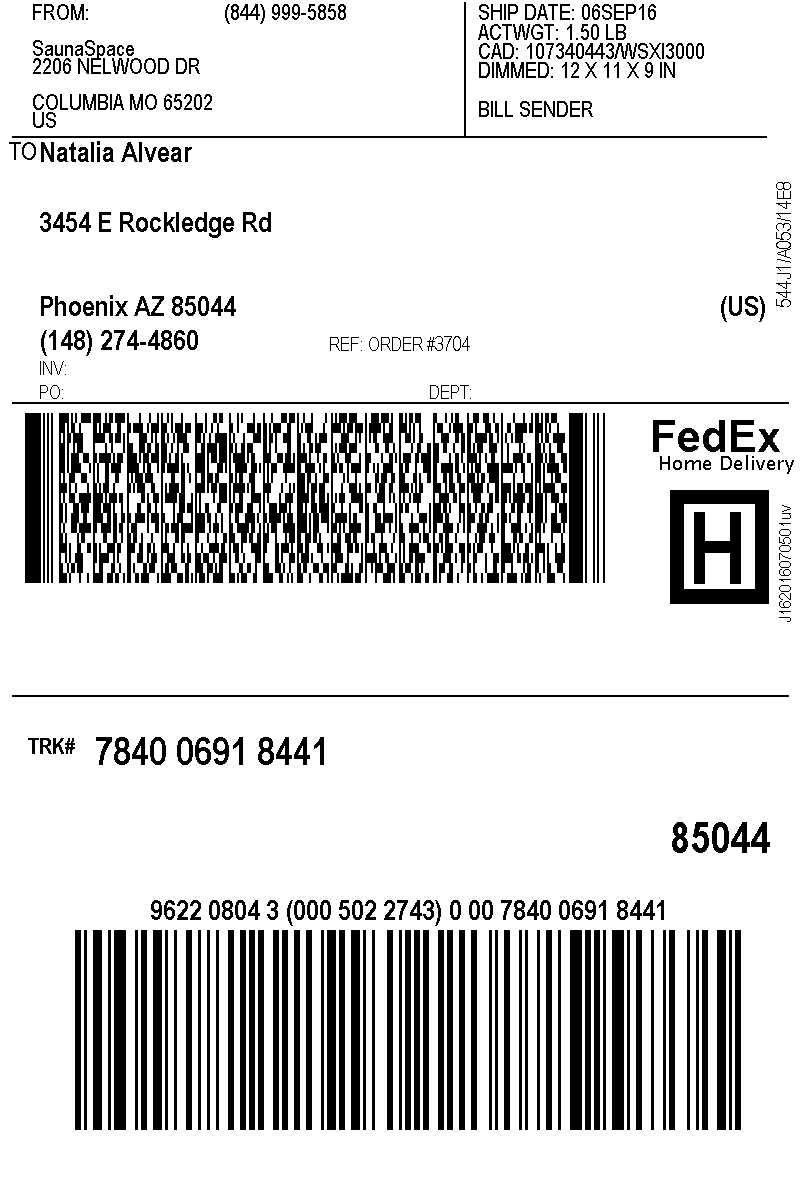 FROM: (844) 999-5858
SaunaSpace
2206 NELWOOD DR
COLUMBIA MO 65202
US
SHIP DATE: 06SEP16
ACTWGT: 1.50 LB
CAD: 107340443/WSXI3000
DIMMED: 12 X 11 X 9 IN
BILL SENDER
TO Natalia Alvear
3454 E Rockledge Rd
Phoenix AZ 85044 (US)
(148) 274-4860 REF: ORDER #3704
INV:
PO: DEPT:
544J1/A053/14E8
FedEx
Home Delivery
H
J162016070501uv
TRK# 7840 0691 8441
85044
9622 0804 3 (000 502 2743) 0 00 7840 0691 8441